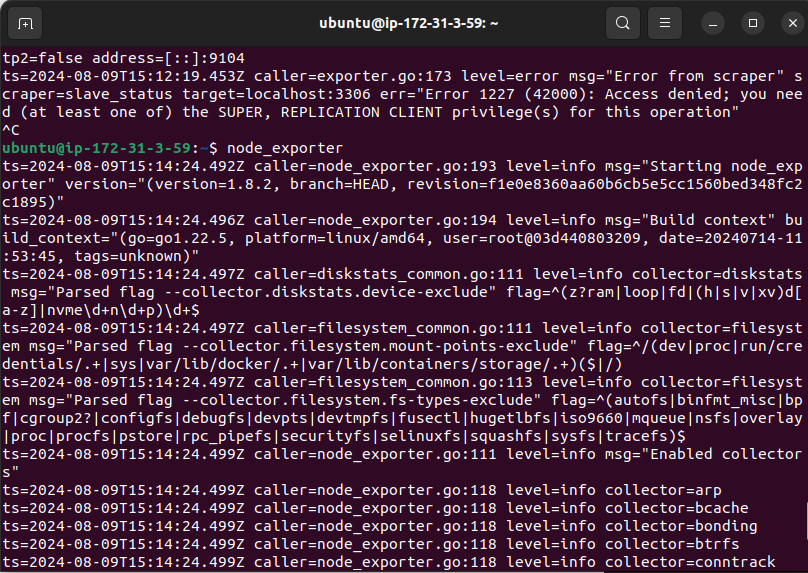 ubuntu@ip-172-31-3-59: ~
tp2=false address=[::]:9104
ts=2024-08-09T15:12:19.453Z caller=exporter.go:173 level=error msg="Error from scraper" s
craper=slave_status target=localhost:3306 err="Error 1227 (42000): Access denied; you nee
d (at least one of) the SUPER, REPLICATION CLIENT privilege(s) for this operation"
^C
ubuntu@ip-172-31-3-59:~$ node_exporter
ts=2024-08-09T15:14:24.492Z caller=node_exporter.go:193 level=info msg="Starting node_exp
orter" version="(version=1.8.2, branch=HEAD, revision=f1e0e8360aa60b6cb5e5cc1560bed348fc2
c1895)"
ts=2024-08-09T15:14:24.496Z caller=node_exporter.go:194 level=info msg="Build context" bu
ild_context="(go=go1.22.5, platform=linux/amd64, user=root@03d440803209, date=20240714-11
:53:45, tags=unknown)"
ts=2024-08-09T15:14:24.497Z caller=diskstats_common.go:111 level=info collector=diskstats
 msg="Parsed flag --collector.diskstats.device-exclude" flag=^(z?ram|loop|fd|(h|s|v|xv)d[
a-z]|nvme\d+n\d+p)\d+$
ts=2024-08-09T15:14:24.497Z caller=filesystem_common.go:111 level=info collector=filesyst
em msg="Parsed flag --collector.filesystem.mount-points-exclude" flag=^/(dev|proc|run/cre
dentials/.+|sys|var/lib/docker/.+|var/lib/containers/storage/.+)($|/)
ts=2024-08-09T15:14:24.497Z caller=filesystem_common.go:113 level=info collector=filesyst
em msg="Parsed flag --collector.filesystem.fs-types-exclude" flag=^(autofs|binfmt_misc|bp
f|cgroup2?|configfs|debugfs|devpts|devtmpfs|fusectl|hugetlbfs|iso9660|mqueue|nsfs|overlay
|proc|procfs|pstore|rpc_pipefs|securityfs|selinuxfs|squashfs|sysfs|tracefs)$
ts=2024-08-09T15:14:24.499Z caller=node_exporter.go:111 level=info msg="Enabled collector
s"
ts=2024-08-09T15:14:24.499Z caller=node_exporter.go:118 level=info collector=arp
ts=2024-08-09T15:14:24.499Z caller=node_exporter.go:118 level=info collector=bcache
ts=2024-08-09T15:14:24.499Z caller=node_exporter.go:118 level=info collector=bonding
ts=2024-08-09T15:14:24.499Z caller=node_exporter.go:118 level=info collector=btrfs
ts=2024-08-09T15:14:24.499Z caller=node_exporter.go:118 level=info collector=conntrack